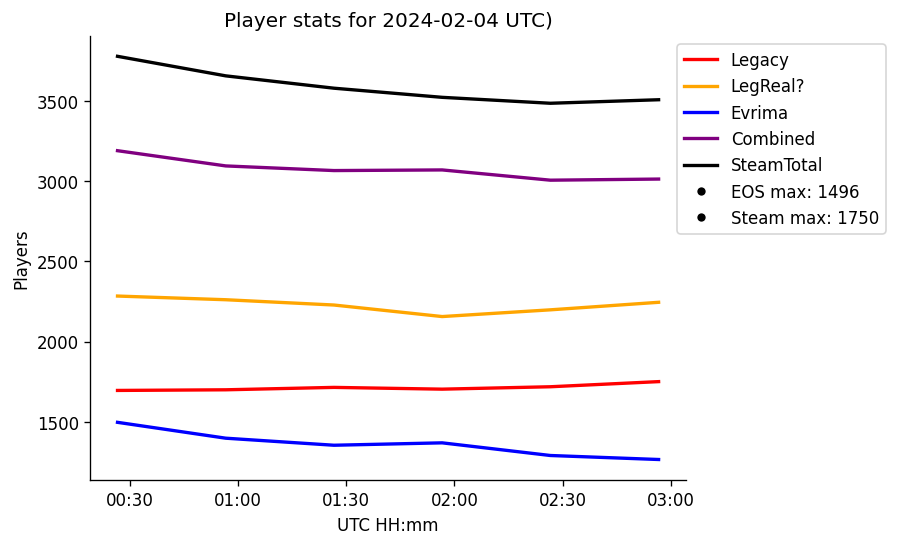 Player stats for 2024-02-04 UTC)
Players
3500
3000
2500
2000
1500
00:30 01:00 01:30 02:00 02:30 03:00
UTC HH:mm
Legacy
LegReal?
Evrima
Combined
SteamTotal
EOS max: 1496
Steam max: 1750